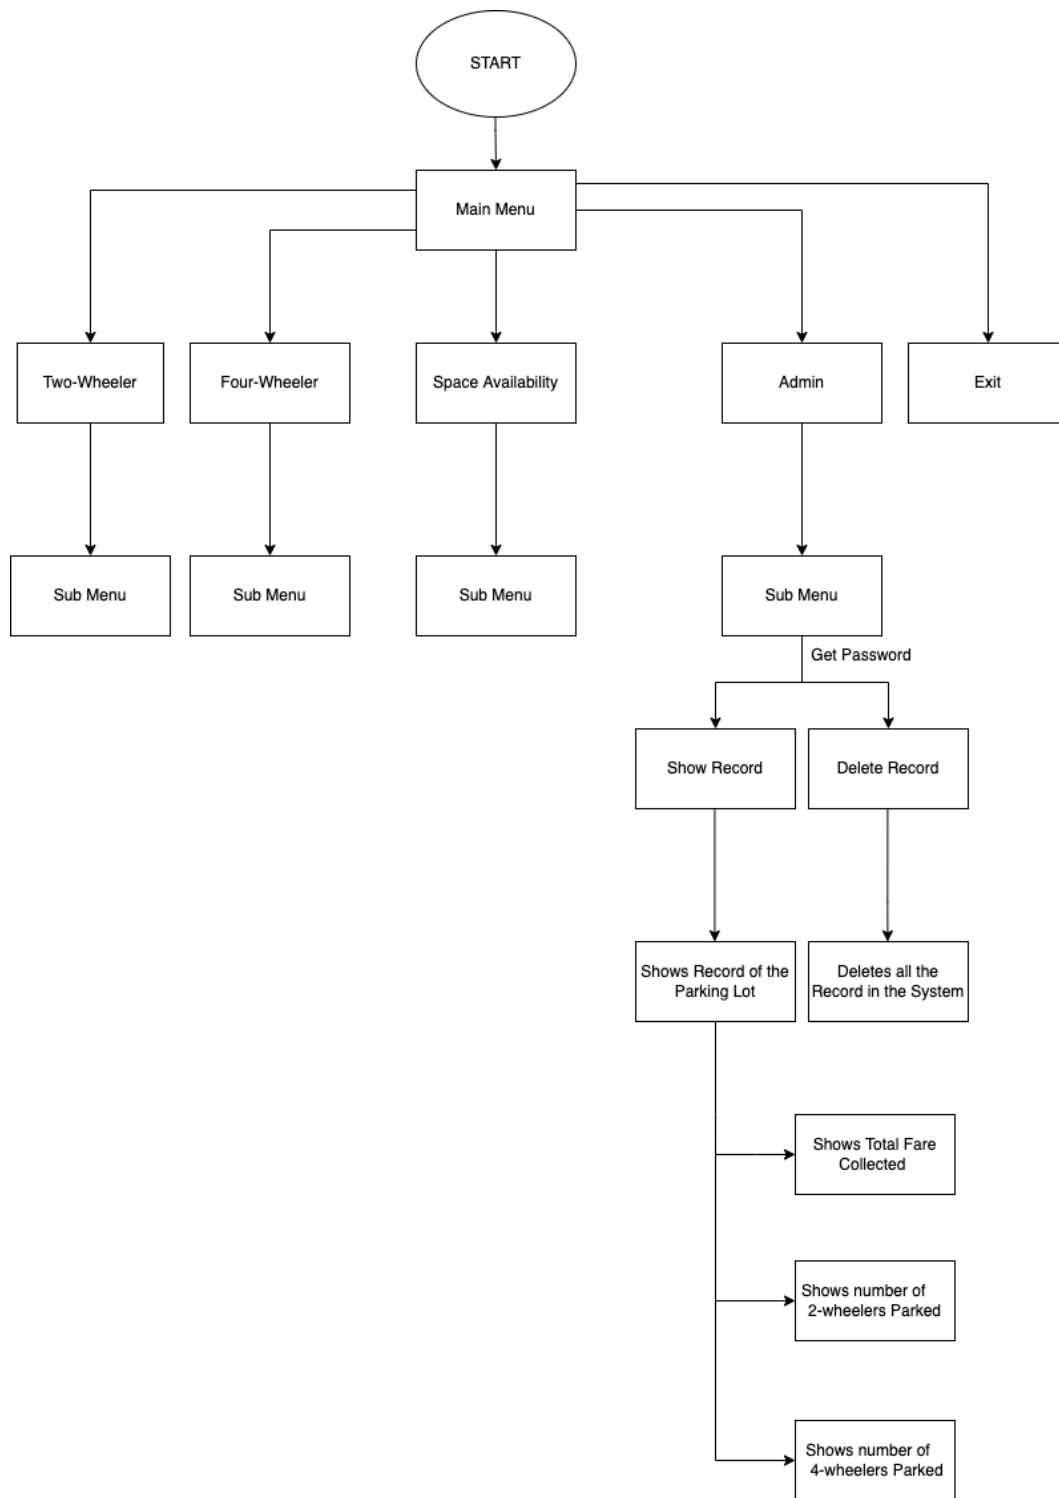 START
Main Menu
Two-Wheeler
Four-Wheeler
Space Availability
Admin
Exit
Sub Menu
Sub Menu
Sub Menu
Sub Menu
Get Password
Show Record
Delete Record
Shows Record of the
Parking Lot
Deletes all the
Record in the System
Shows Total Fare
Collected
Shows number of
2-wheelers Parked
Shows number of
4-wheelers Parked